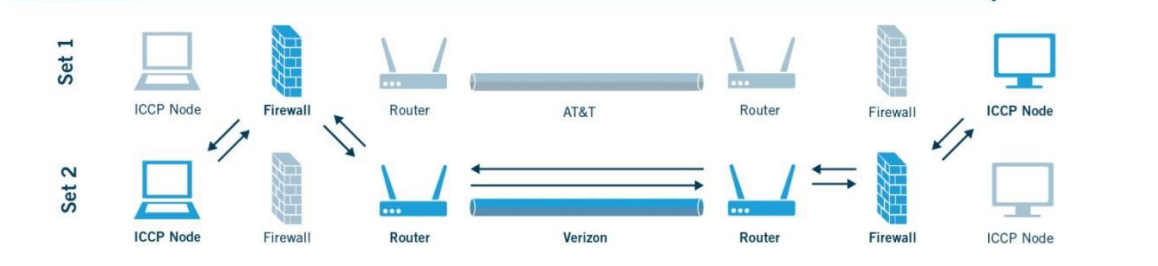 Set 1
ICCP Node
Firewall
Router
AT&T
Router
Firewall
ICCP Node
Set 2
ICCP Node
Firewall
Router
Verizon
Router
Firewall
ICCP Node